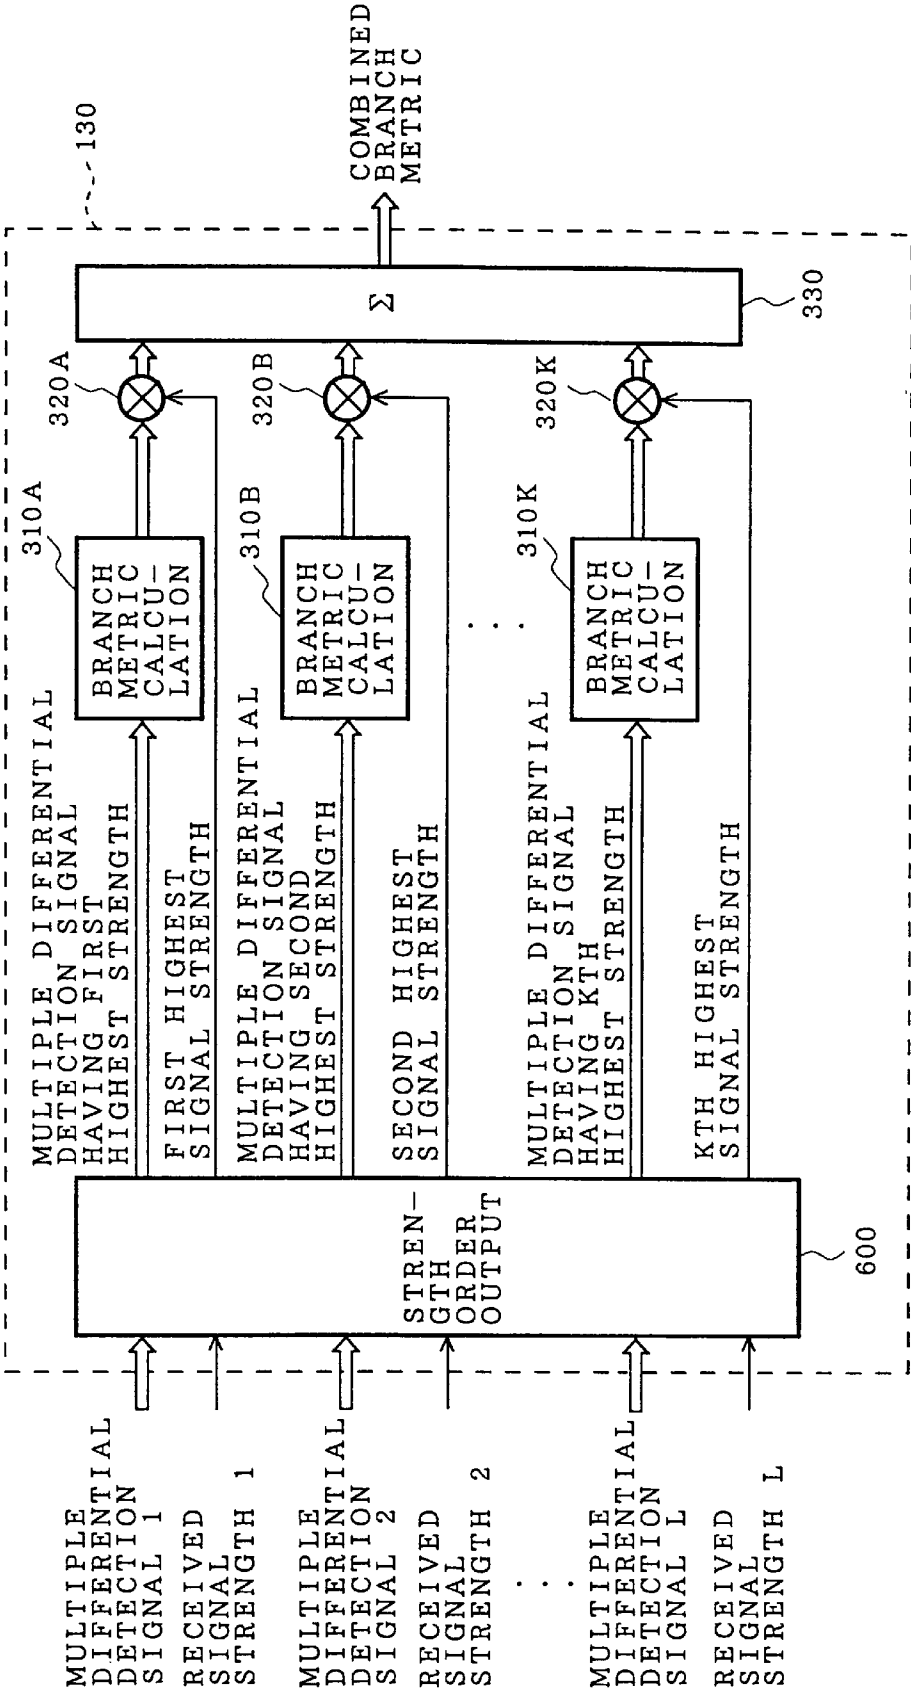 MULTIPLE
DIFFERENTIAL
DETECTION
SIGNAL 1
RECEIVED
SIGNAL
STRENGTH 1
MULTIPLE
DIFFERENTIAL
DETECTION
SIGNAL 2
RECEIVED
SIGNAL
STRENGTH 2
. . .
MULTIPLE
DIFFERENTIAL
DETECTION
SIGNAL L
RECEIVED
SIGNAL
STRENGTH L
STREN-
GTH
ORDER
OUTPUT
600
MULTIPLE DIFFERENTIAL
DETECTION SIGNAL
HAVING FIRST
HIGHEST STRENGTH
FIRST HIGHEST
SIGNAL STRENGTH
MULTIPLE DIFFERENTIAL
DETECTION SIGNAL
HAVING SECOND
HIGHEST STRENGTH
SECOND HIGHEST
SIGNAL STRENGTH
MULTIPLE DIFFERENTIAL
DETECTION SIGNAL
HAVING KTH
HIGHEST STRENGTH
KTH HIGHEST
SIGNAL STRENGTH
310A
BRANCH
METRIC
CALCU-
LATION
310B
BRANCH
METRIC
CALCU-
LATION
. . .
310K
BRANCH
METRIC
CALCU-
LATION
320A
320B
320K
Σ
330
130
COMBINED
BRANCH
METRIC